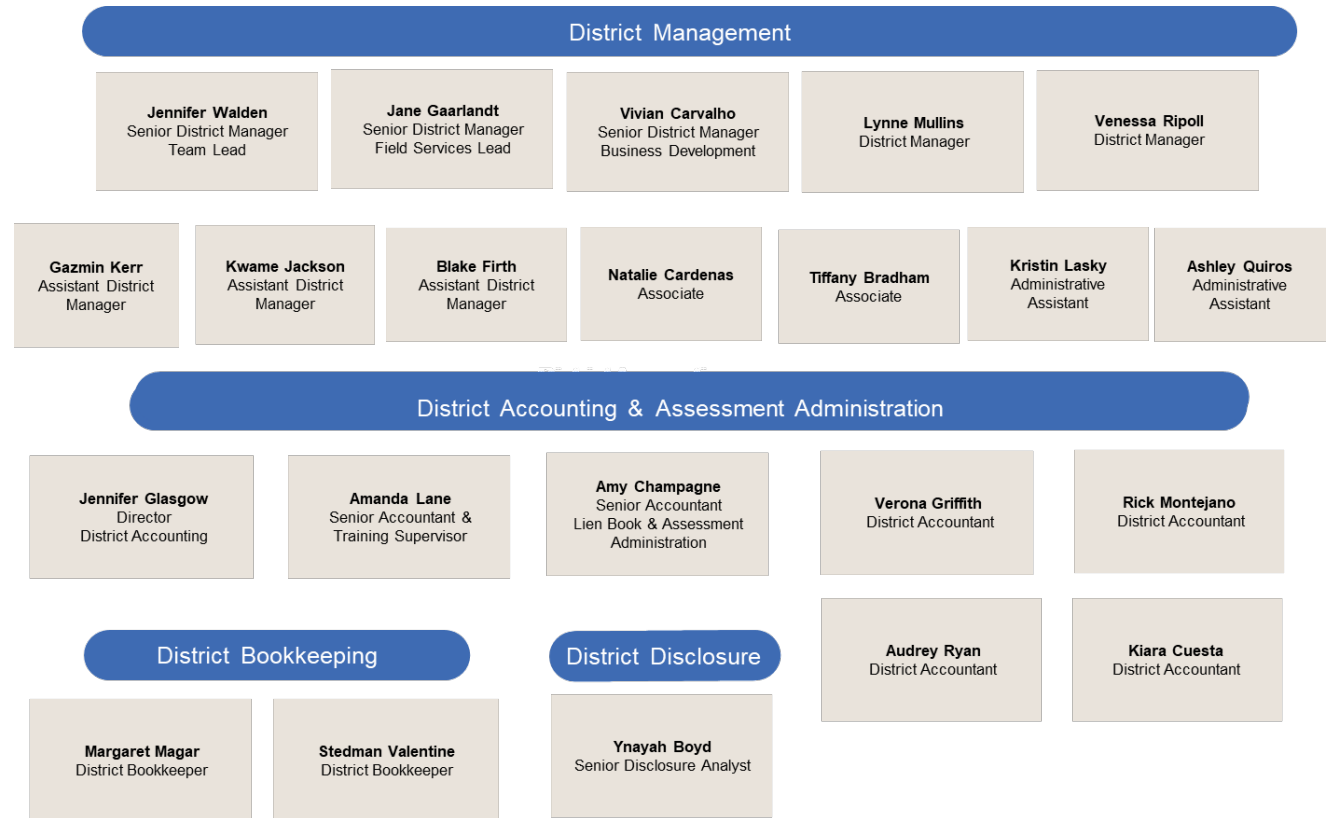 District Management
Jennifer Walden
Senior District Manager
Team Lead
Jane Gaarlandt
Senior District Manager
Field Services Lead
Vivian Carvalho
Senior District Manager
Business Development
Lynne Mullins
District Manager
Venessa Ripoll
District Manager
Gazmin Kerr
Assistant District
Manager
Kwame Jackson
Assistant District
Manager
Blake Firth
Assistant District
Manager
Natalie Cardenas
Associate
Tiffany Bradham
Associate
Kristin Lasky
Administrative
Assistant
Ashley Quiros
Administrative
Assistant
District Accounting & Assessment Administration
Jennifer Glasgow
Director
District Accounting
Amanda Lane
Senior Accountant &
Training Supervisor
Amy Champagne
Senior Accountant
Lien Book & Assessment
Administration
Verona Griffith
District Accountant
Rick Montejano
District Accountant
Audrey Ryan
District Accountant
Kiara Cuesta
District Accountant
District Bookkeeping
Margaret Magar
District Bookkeeper
Stedman Valentine
District Bookkeeper
District Disclosure
Ynayah Boyd
Senior Disclosure Analyst